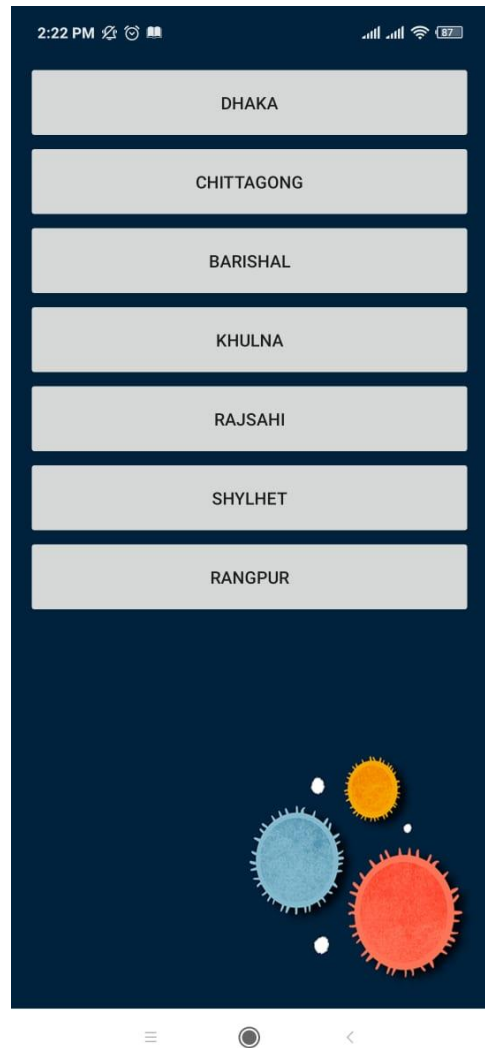 2:22 PM 87
DHAKA
CHITTAGONG
BARISHAL
KHULNA
RAJSAHI
SHYLHET
RANGPUR